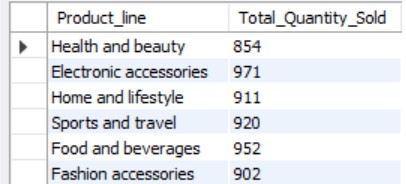 Product_line Total_Quantity_Sold
Health and beauty 854
Electronic accessories 971
Home and lifestyle 911
Sports and travel 920
Food and beverages 952
Fashion accessories 902